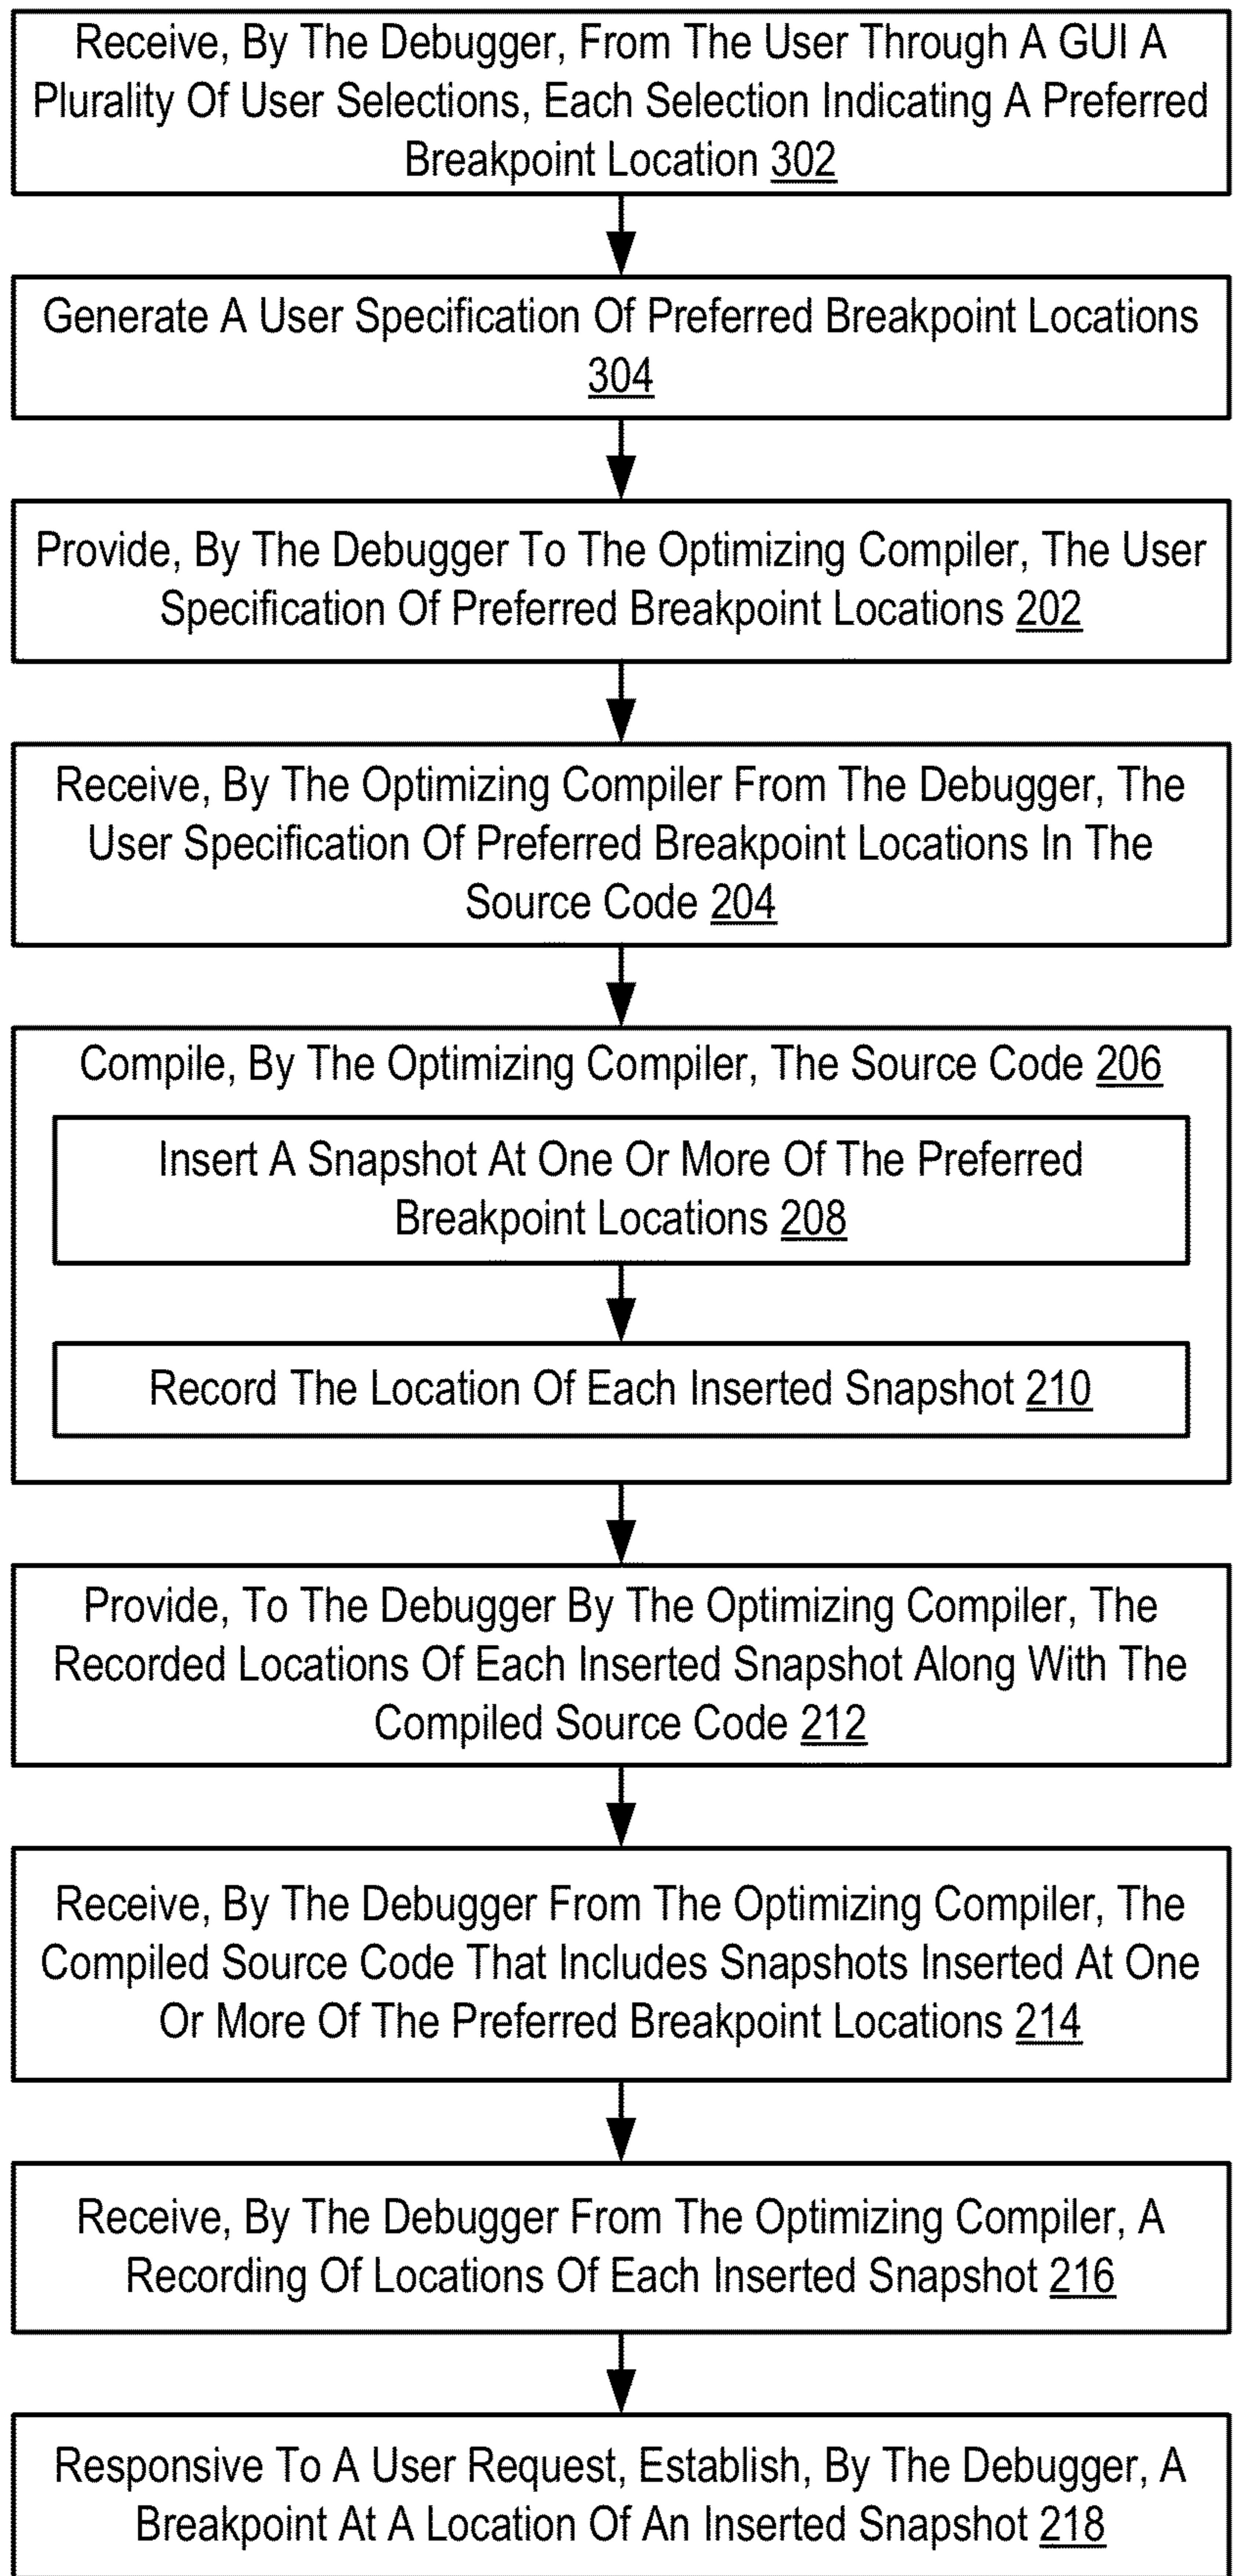 Receive, By The Debugger, From The User Through A GUI A
Plurality Of User Selections, Each Selection Indicating A Preferred
Breakpoint Location 302
Generate A User Specification Of Preferred Breakpoint Locations
304
Provide, By The Debugger To The Optimizing Compiler, The User
Specification Of Preferred Breakpoint Locations 202
Receive, By The Optimizing Compiler From The Debugger, The
User Specification Of Preferred Breakpoint Locations In The
Source Code 204
Compile, By The Optimizing Compiler, The Source Code 206
Insert A Snapshot At One Or More Of The Preferred
Breakpoint Locations 208
Record The Location Of Each Inserted Snapshot 210
Provide, To The Debugger By The Optimizing Compiler, The
Recorded Locations Of Each Inserted Snapshot Along With The
Compiled Source Code 212
Receive, By The Debugger From The Optimizing Compiler, The
Compiled Source Code That Includes Snapshots Inserted At One
Or More Of The Preferred Breakpoint Locations 214
Receive, By The Debugger From The Optimizing Compiler, A
Recording Of Locations Of Each Inserted Snapshot 216
Responsive To A User Request, Establish, By The Debugger, A
Breakpoint At A Location Of An Inserted Snapshot 218